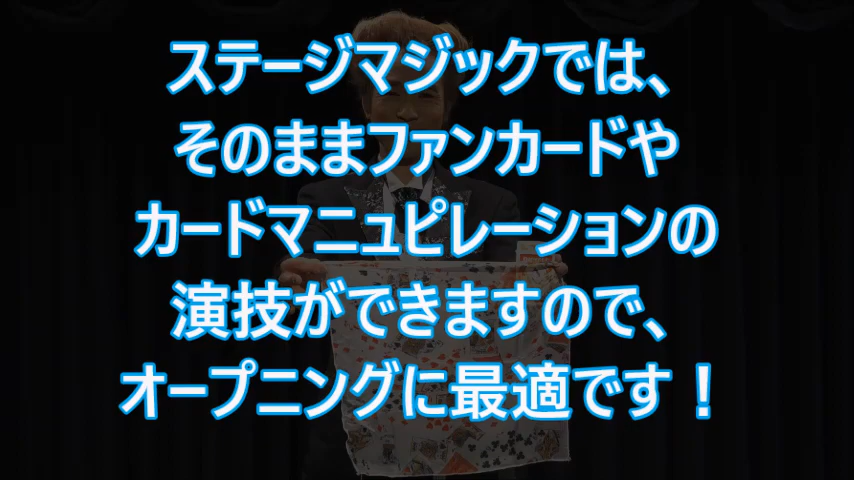 ステージマジックでは、
そのままファンカードや
カードマニュピレーションの
演技ができますので、
オープニングに最適です！